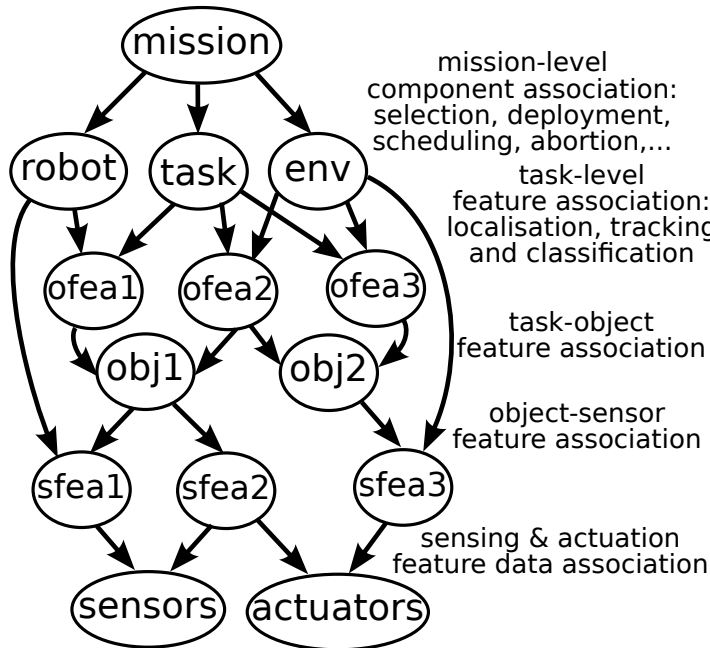 mission
mission-level
component association:
selection, deployment,
scheduling, abortion,...
robot
task
env
task-level
feature association:
localisation, tracking
and classification
ofea1
ofea2
ofea3
task-object
feature association
obj1
obj2
object-sensor
feature association
sfea1
sfea2
sfea3
sensing & actuation
feature data association
sensors
actuators